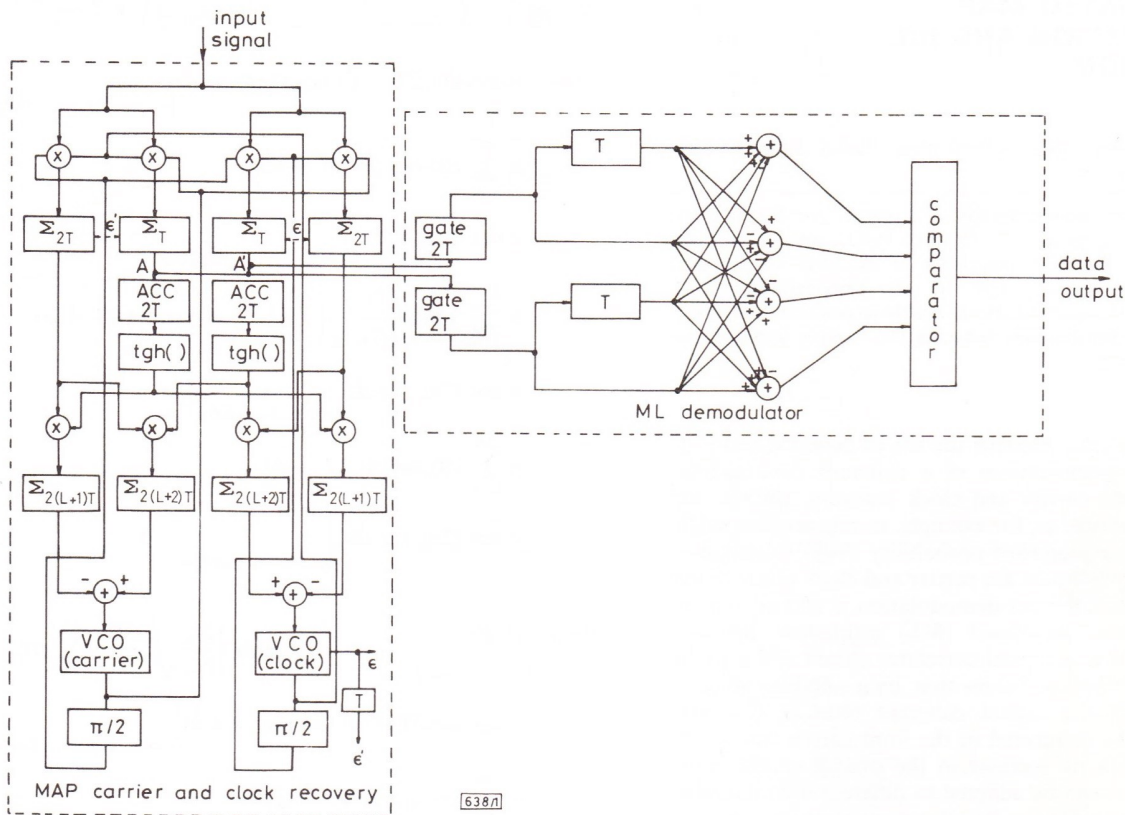 input
signal
x x x x
Σ2T ϵ' ΣT ΣT ϵ Σ2T
A A'
ACC
2T
ACC
2T
tgh( ) tgh( )
x x x x
Σ2(L+1)T Σ2(L+2)T Σ2(L+2)T Σ2(L+1)T
- + + -
+ +
VCO
(carrier)
VCO
(clock)
ϵ
T
π/2 π/2
ϵ'
MAP carrier and clock recovery
gate
2T
gate
2T
T
T
+ + + + +
+ - + - +
- - + + +
+ + + - +
comparator
ML demodulator
data
output
638/1